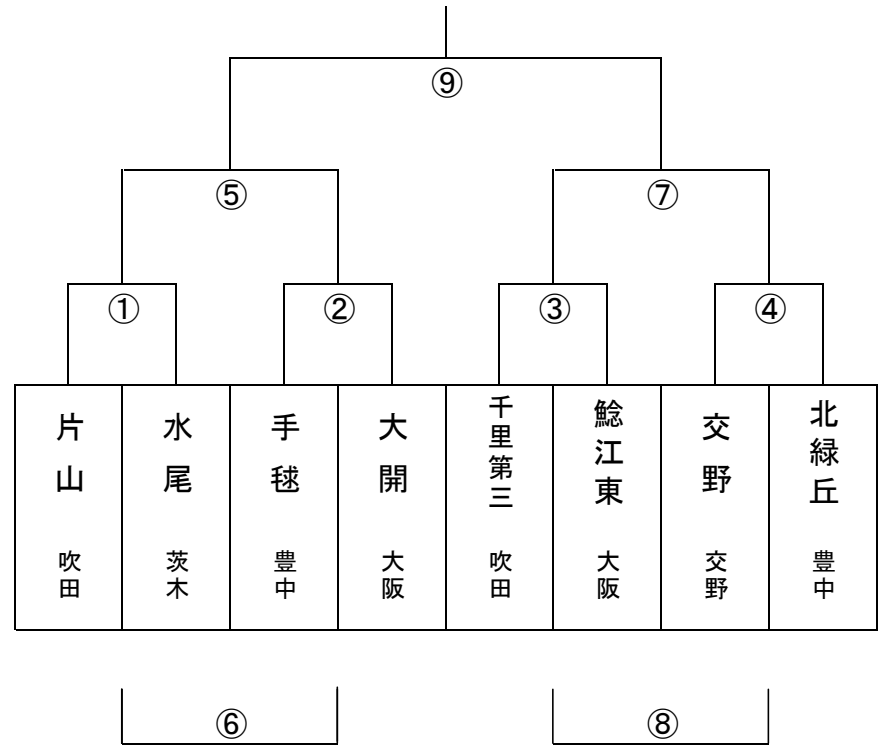 ⑨
⑤
⑦
①
②
③
④
片山
水尾
手毬
大開
千里第三
鯰江東
交野
北緑丘
吹田
茨木
豊中
大阪
吹田
大阪
交野
豊中
⑥
⑧